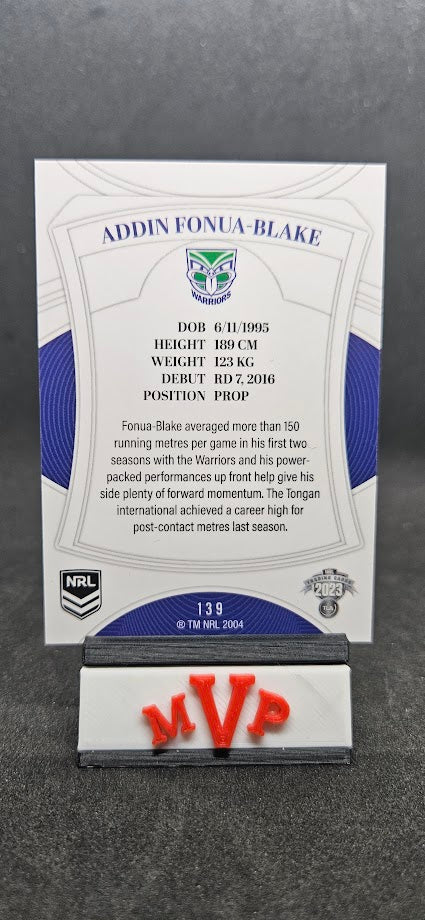 ADDIN FONUA-BLAKE
WARRIORS
DOB 6/11/1995
HEIGHT 189 CM
WEIGHT 123 KG
DEBUT RD 7, 2016
POSITION PROP
Fonua-Blake averaged more than 150
running metres per game in his first two
seasons with the Warriors and his power-
packed performances up front help give his
side plenty of forward momentum. The Tongan
international achieved a career high for
post-contact metres last season.
NRL
TRADING CARDS
2023
TLA
139
® TM NRL 2004
MVP